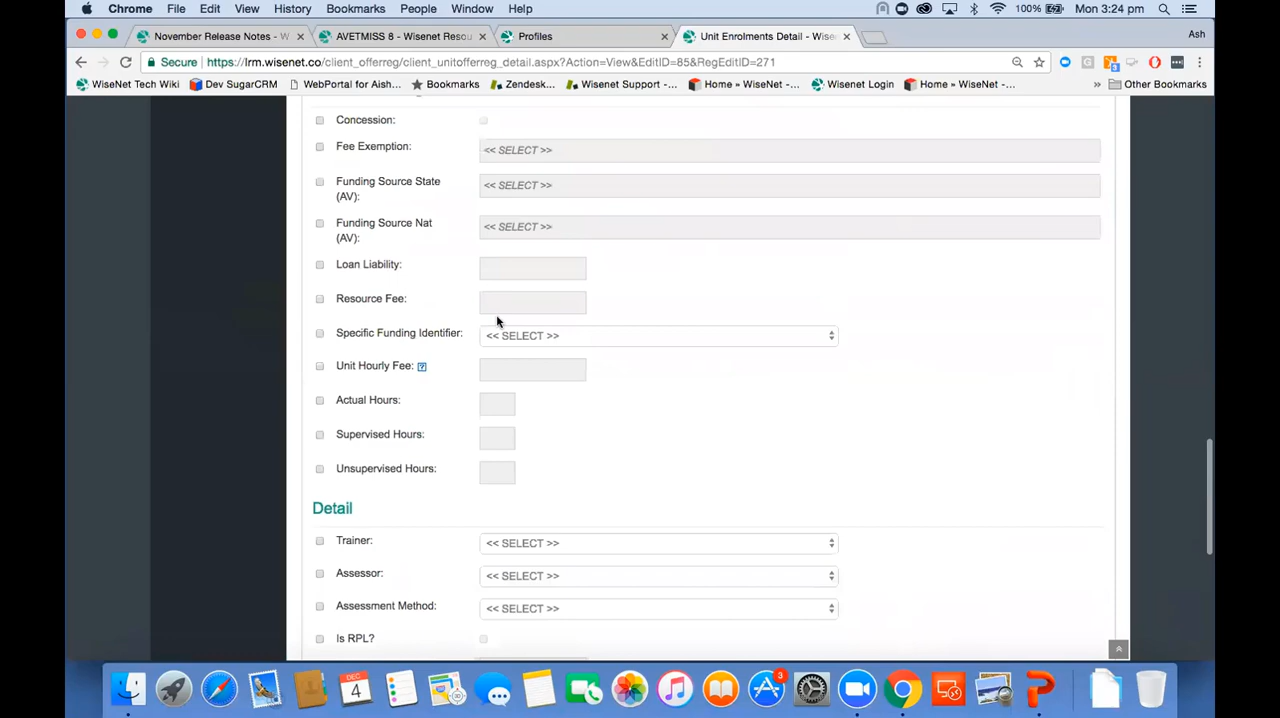 Chrome File Edit View History Bookmarks People Window Help 100% Mon 3:24 pm
November Release Notes - W
AVETMISS 8 - Wisenet Resou
Profiles
Unit Enrolments Detail - Wise
Ash
Secure https://lrm.wisenet.co/client_offerreg/client_unitofferreg_detail.aspx?Action=View&EditID=85&RegEditID=271
WiseNet Tech Wiki Dev SugarCRM WebPortal for Aish... Bookmarks Zendesk... Wisenet Support -... Home » WiseNet -... Wisenet Login Home » WiseNet -... » Other Bookmarks
Concession:
Fee Exemption: << SELECT >>
Funding Source State
(AV): << SELECT >>
Funding Source Nat
(AV): << SELECT >>
Loan Liability:
Resource Fee:
Specific Funding Identifier: << SELECT >>
Unit Hourly Fee: ?
Actual Hours:
Supervised Hours:
Unsupervised Hours:
Detail
Trainer: << SELECT >>
Assessor: << SELECT >>
Assessment Method: << SELECT >>
Is RPL?
DEC
4
3